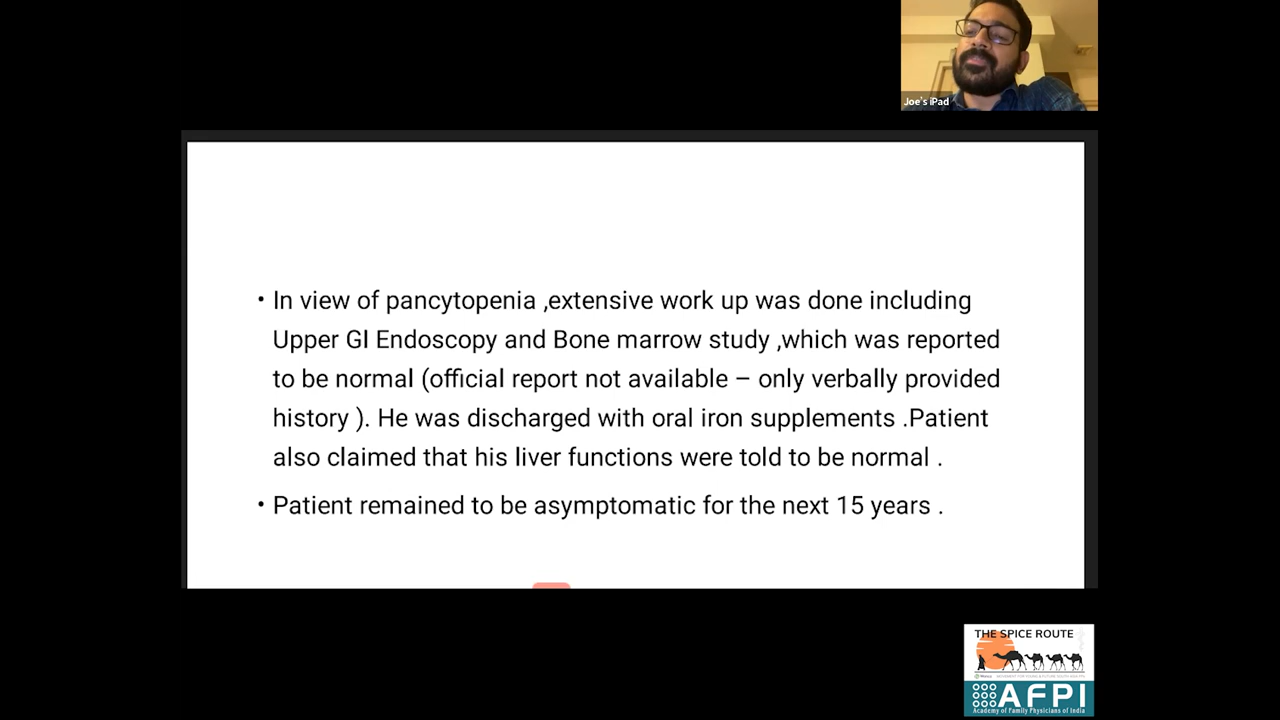 Joe's iPad
• In view of pancytopenia ,extensive work up was done including
Upper GI Endoscopy and Bone marrow study ,which was reported
to be normal (official report not available – only verbally provided
history ). He was discharged with oral iron supplements .Patient
also claimed that his liver functions were told to be normal .
• Patient remained to be asymptomatic for the next 15 years .
THE SPICE ROUTE
AFPI
Academy of Family Physicians of India